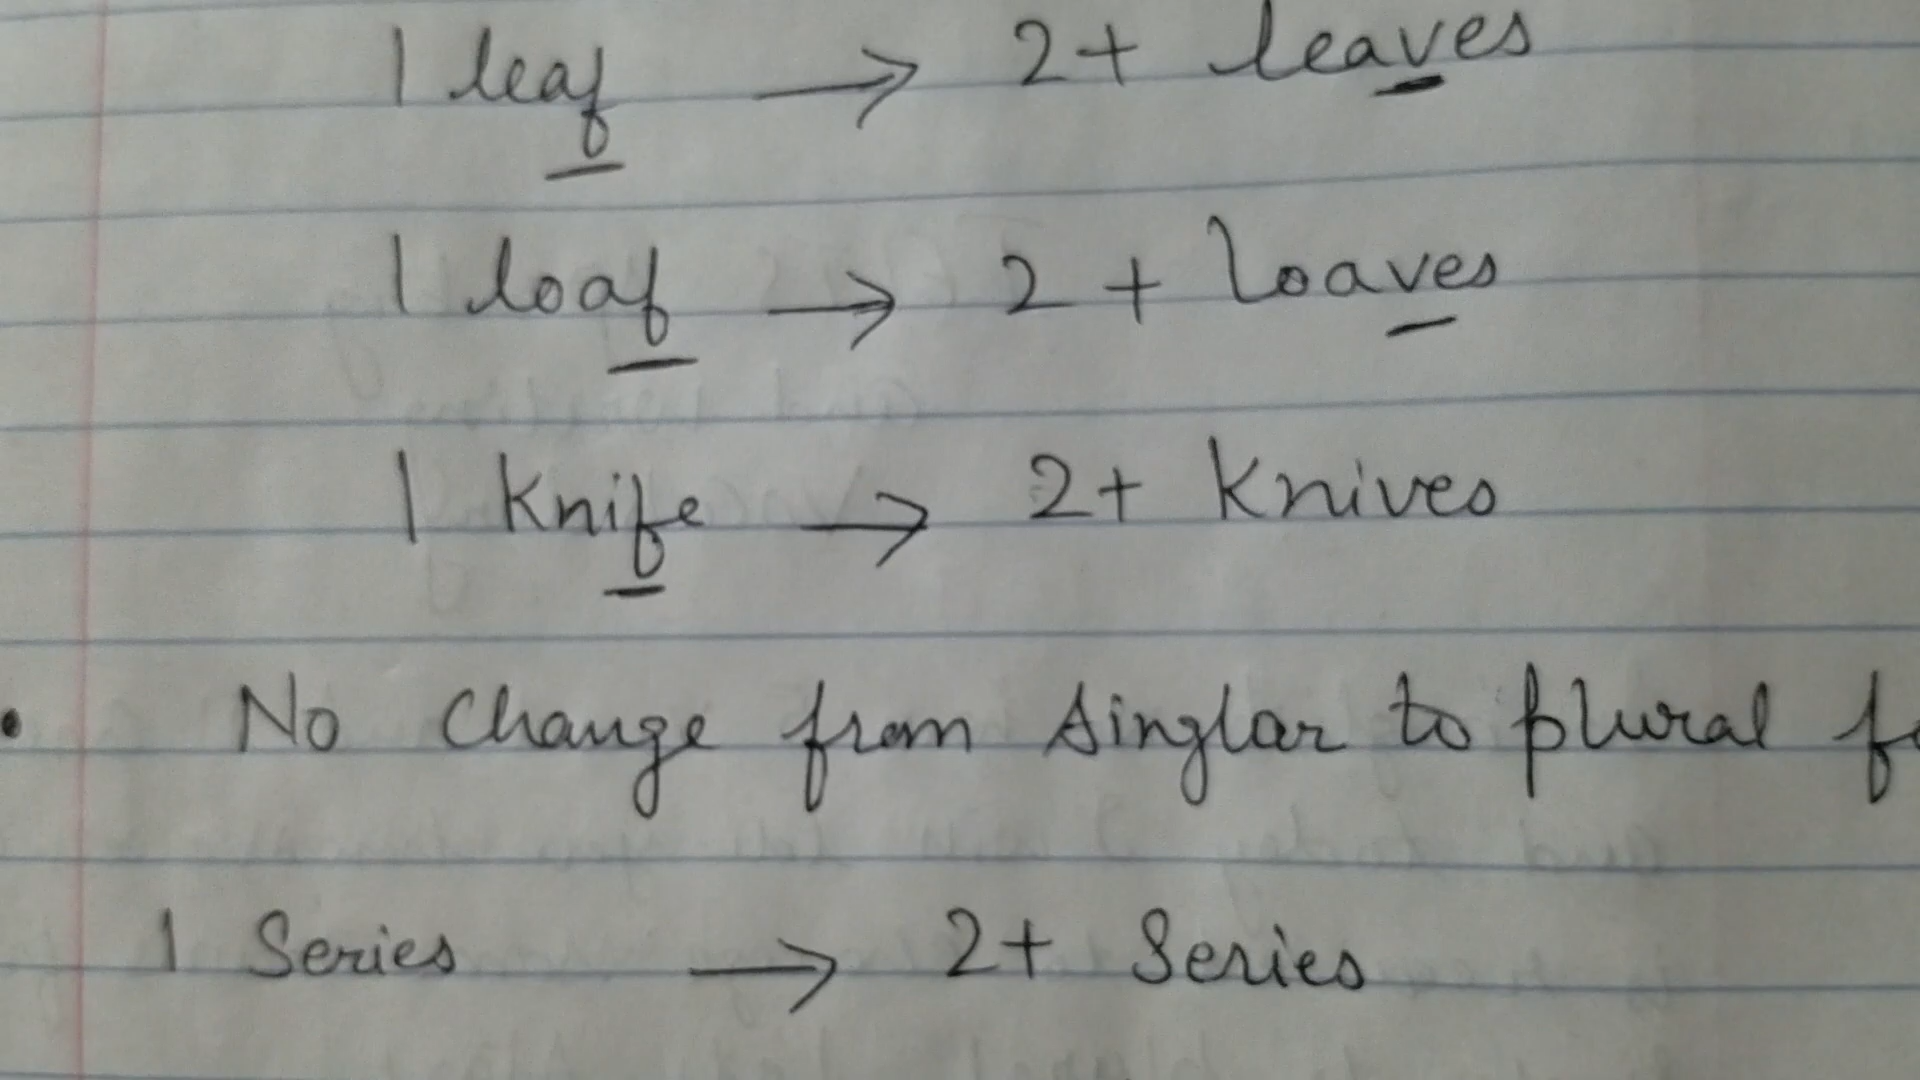 1 leaf → 2+ leaves
1 loaf → 2 + loaves
1 Knife → 2+ Knives
• No Change from Singlar to plural
1 Series → 2+ Series